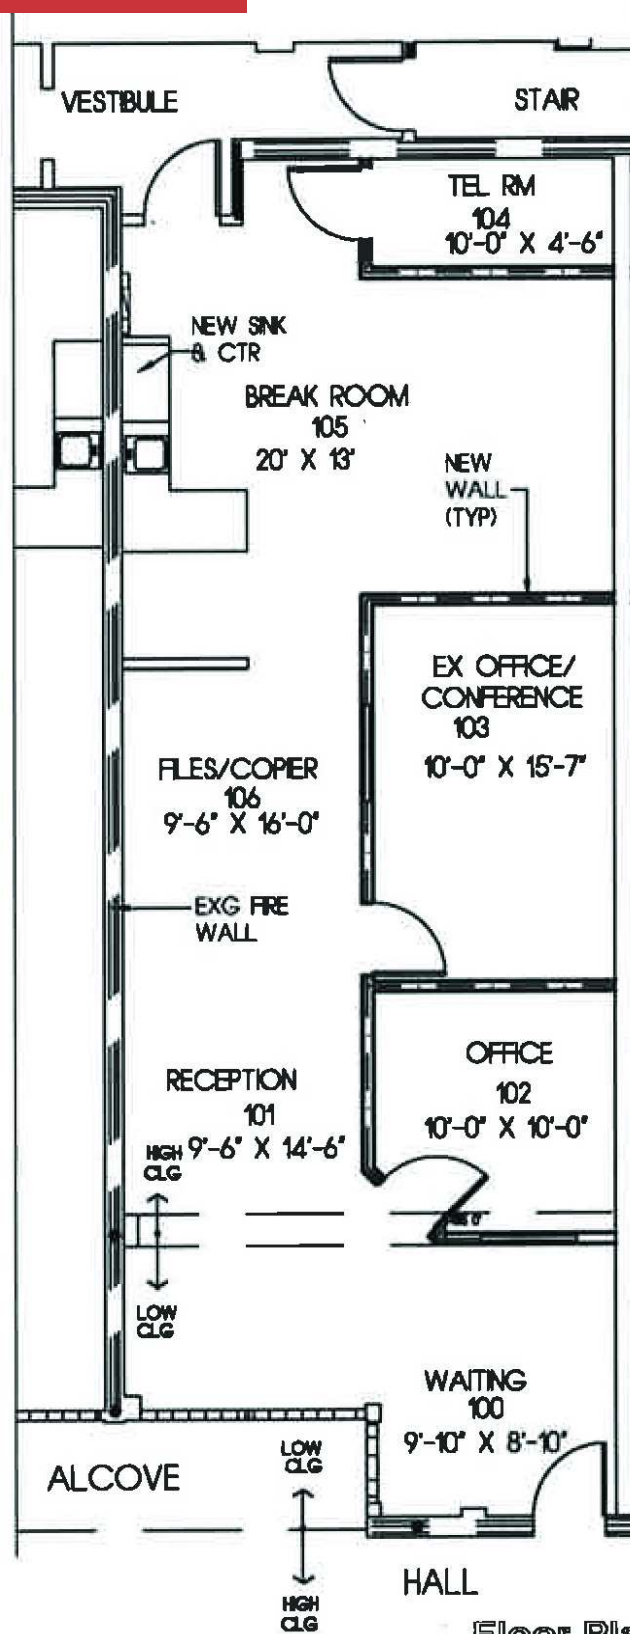 VESTIBULE
STAIR
TEL RM
104
10'-0" X 4'-6"
NEW SINK
& CTR
BREAK ROOM
105
20' X 13'
NEW
WALL
(TYP)
EX OFFICE/
CONFERENCE
103
10'-0" X 15'-7"
FILES/COPIER
106
9'-6" X 16'-0"
EXG FIRE
WALL
OFFICE
102
10'-0" X 10'-0"
RECEPTION
101
9'-6" X 14'-6"
HIGH
CLG
LOW
CLG
WAITING
100
9'-10" X 8'-10"
ALCOVE
LOW
CLG
HALL
HIGH
CLG